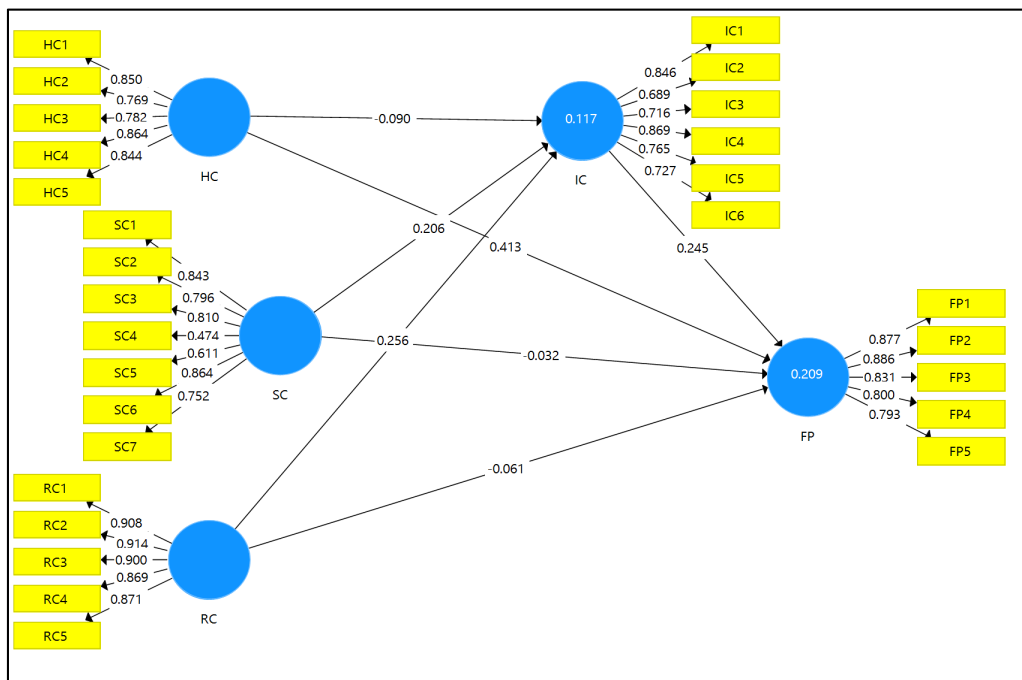 HC1
HC2
HC3
HC4
HC5
0.850
0.769
0.782
0.864
0.844
HC
SC1
SC2
SC3
SC4
SC5
SC6
SC7
0.843
0.796
0.810
0.474
0.611
0.864
0.752
SC
RC1
RC2
RC3
RC4
RC5
0.908
0.914
0.900
0.869
0.871
RC
-0.090
0.206
0.413
0.256
-0.032
-0.061
0.245
0.117
IC
0.846
0.689
0.716
0.869
0.765
0.727
IC1
IC2
IC3
IC4
IC5
IC6
0.209
FP
0.877
0.886
0.831
0.800
0.793
FP1
FP2
FP3
FP4
FP5